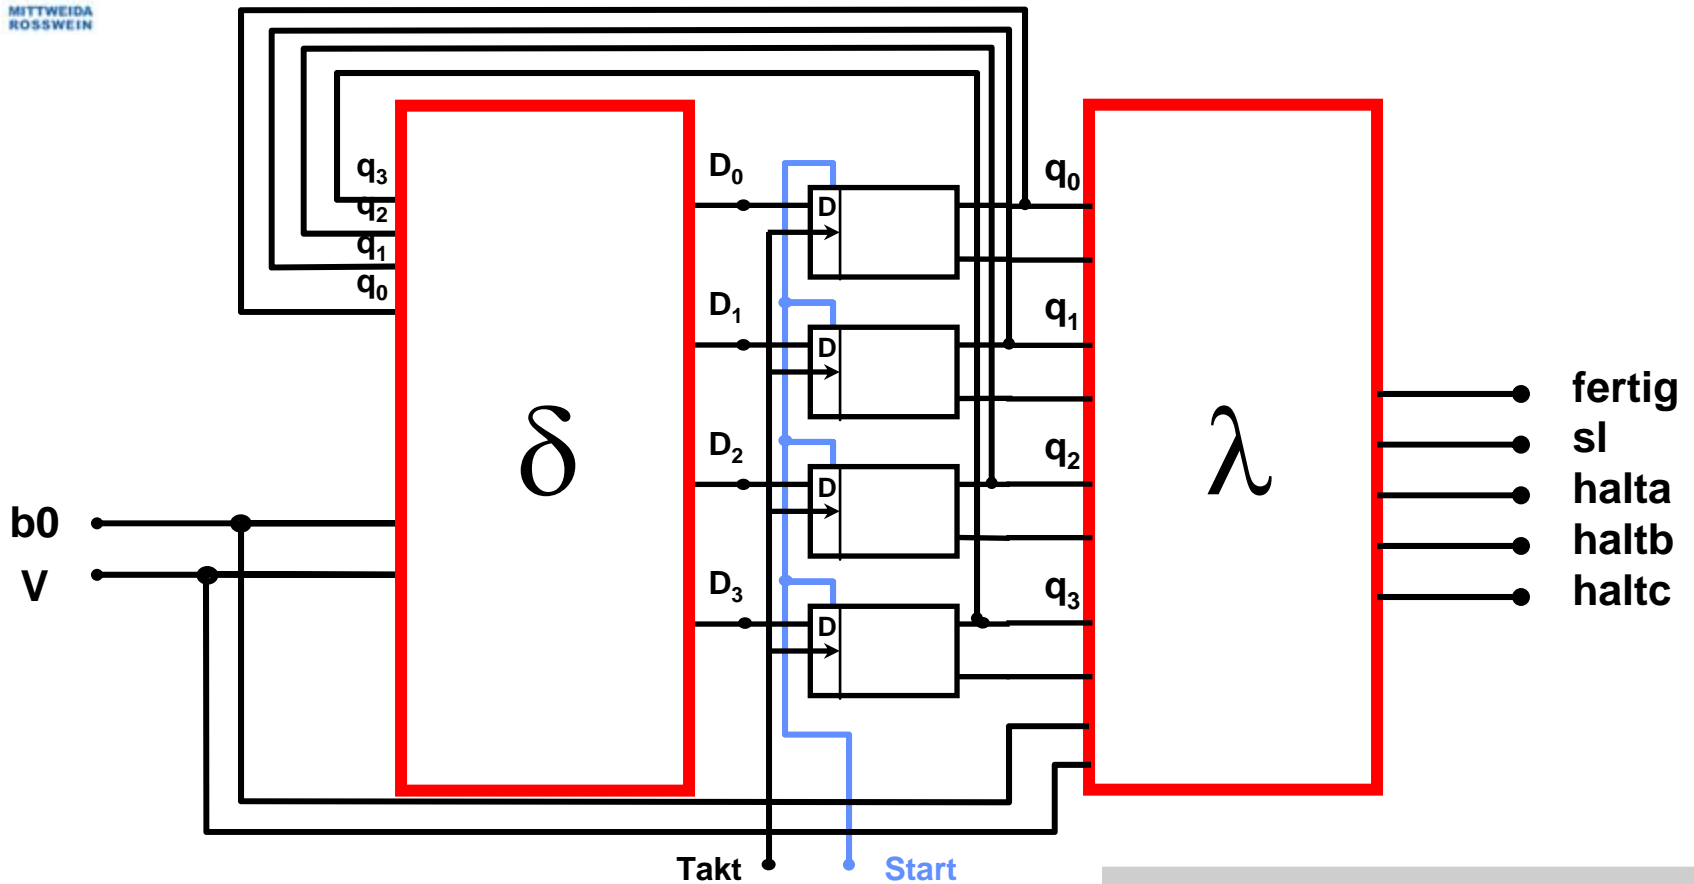 MITTWEIDA
ROSSWEIN
q3
q2
q1
q0
δ
b0
V
D0
D
D1
D
D2
D
D3
D
Takt
Start
q0
q1
q2
q3
λ
fertig
sl
halta
haltb
haltc